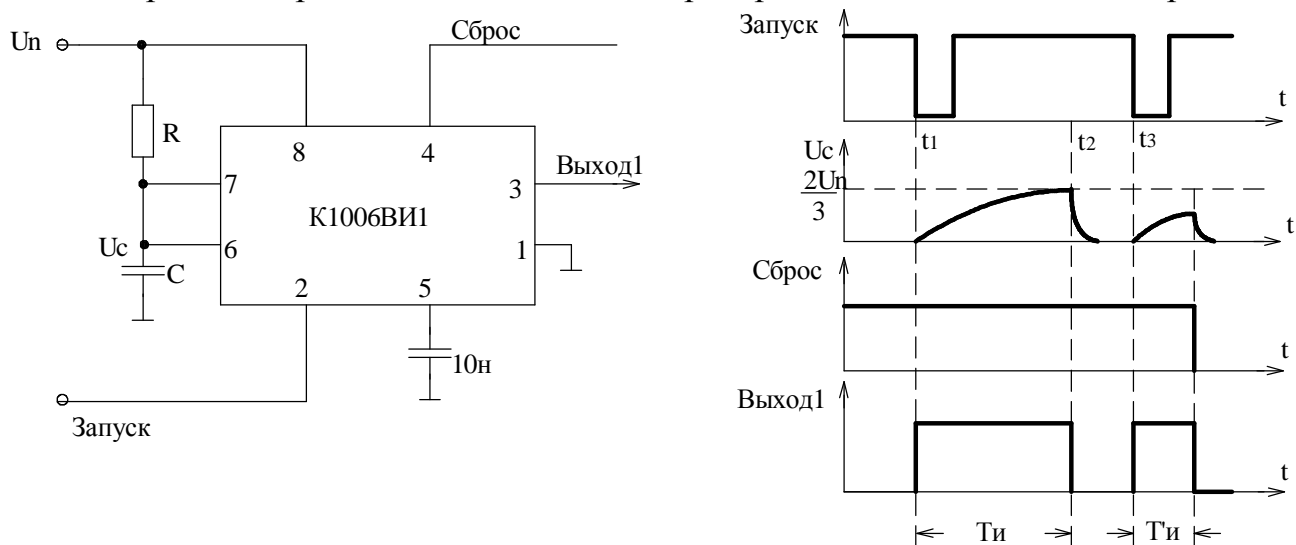 Uп
Сброс
R
8
4
7
3
Выход1
К1006ВИ1
Uc
6
1
C
2
5
10н
Запуск
Запуск
t
t1
t2
t3
Uc
2Uп
3
t
Сброс
t
Выход1
t
Tи
T'и